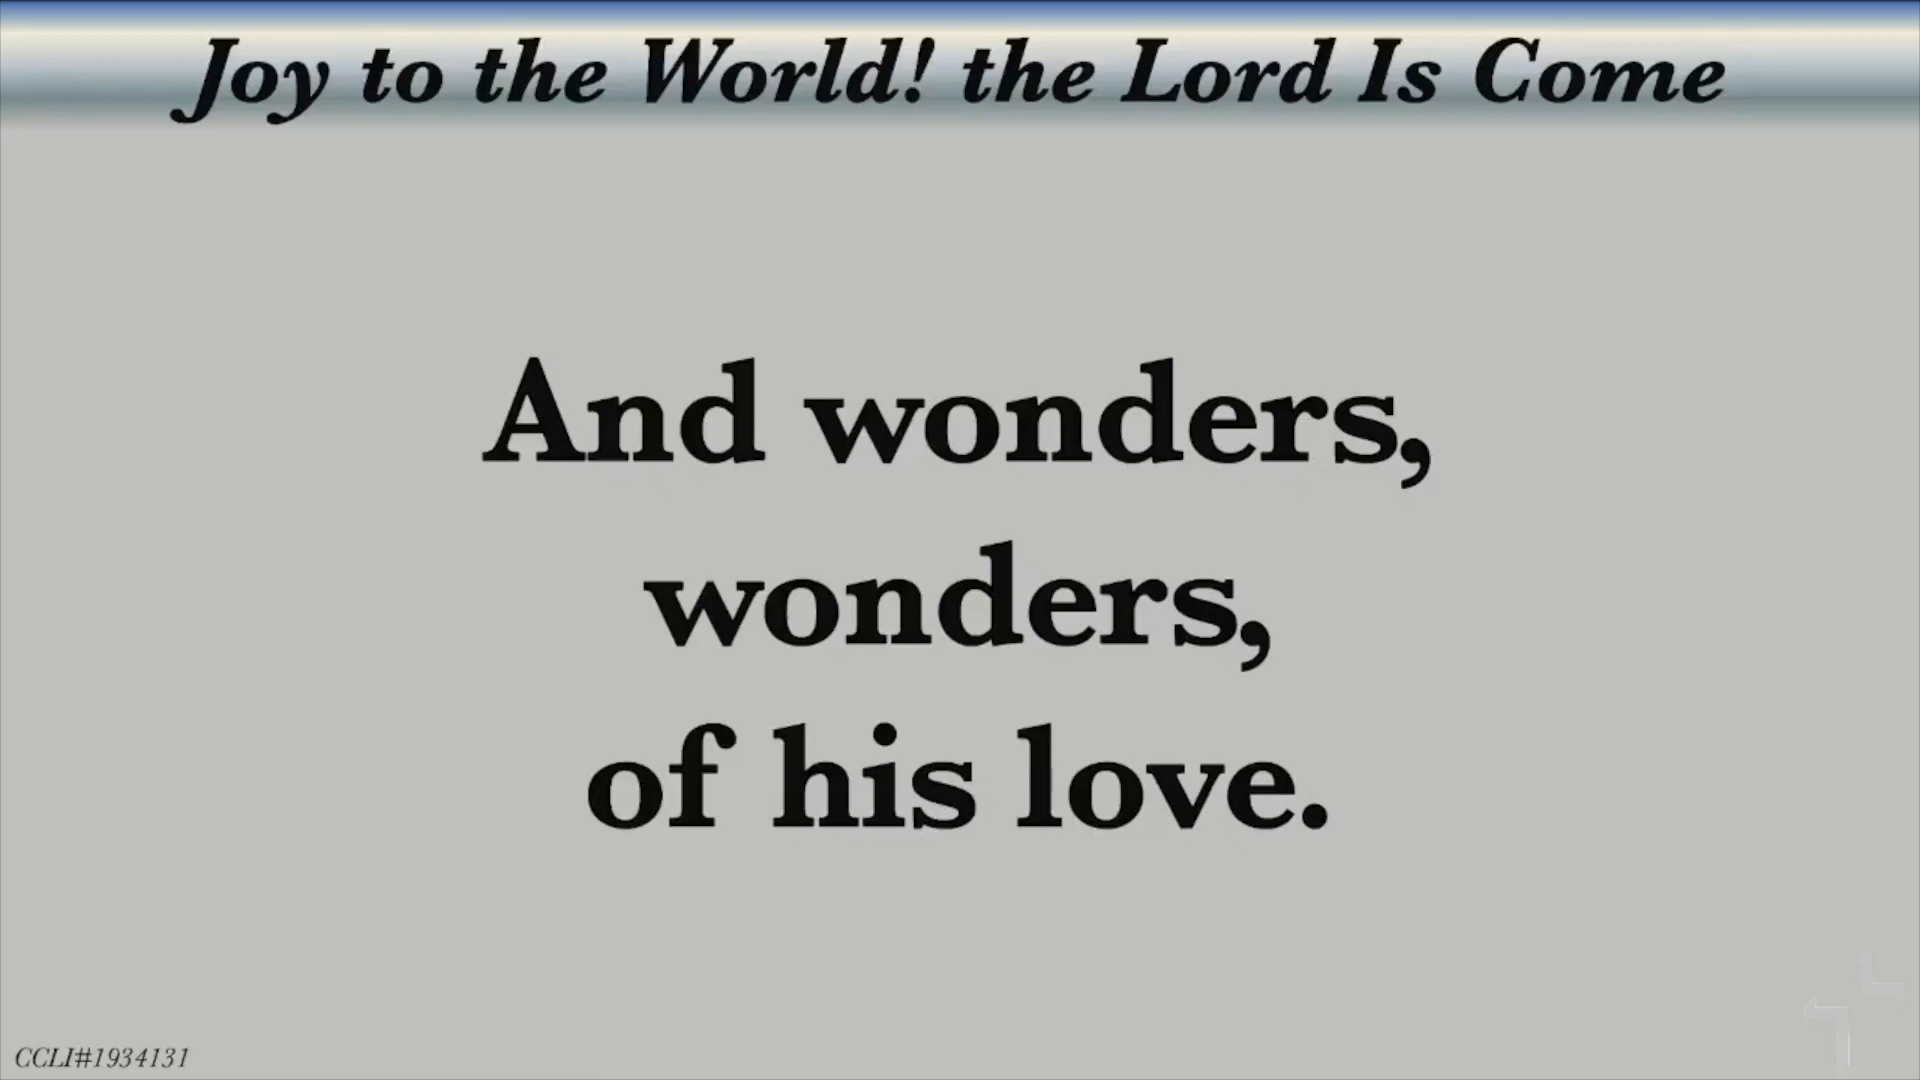 Joy to the World! the Lord Is Come
And wonders,
wonders,
of his love.
CCLI#1934131